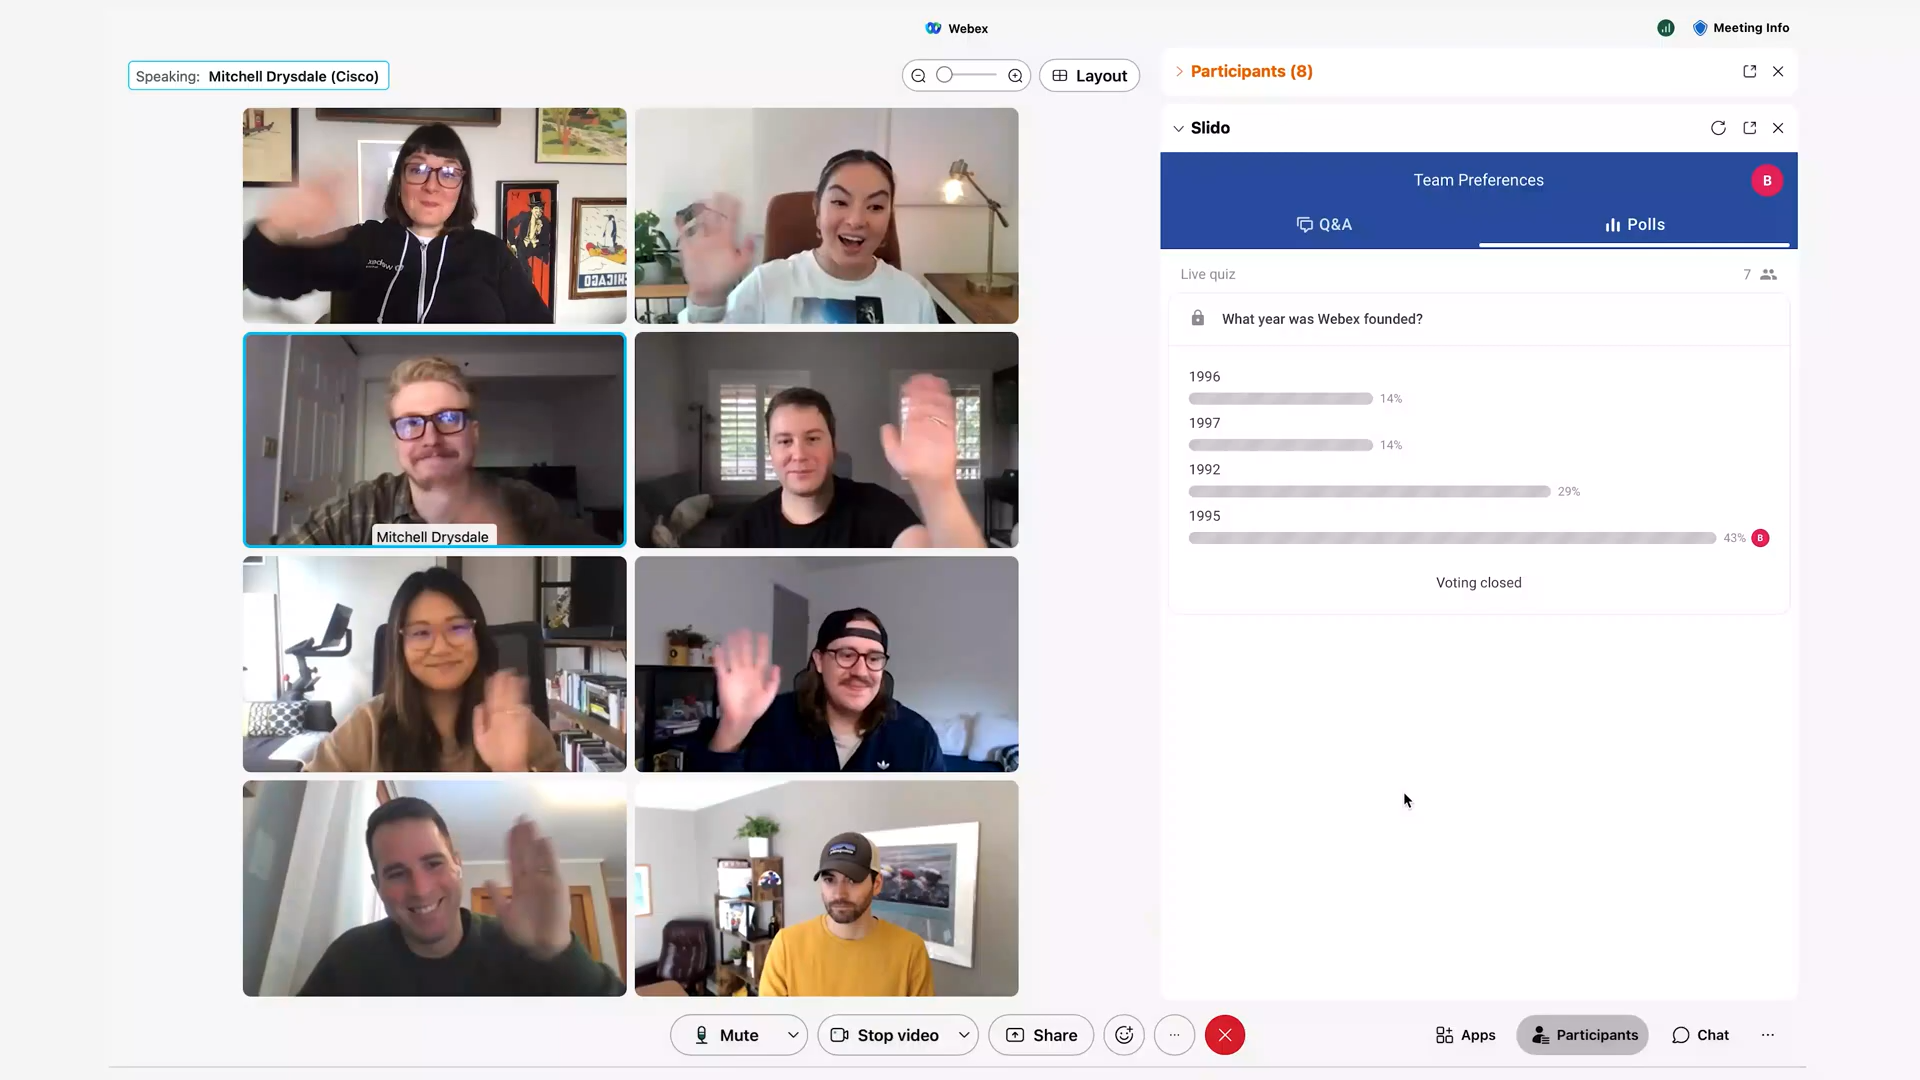 Webex
Meeting Info
Speaking: Mitchell Drysdale (Cisco)
Layout
Participants (8)
Slido
Team Preferences
B
Q&A
Polls
Live quiz
7
What year was Webex founded?
1996
14%
1997
14%
1992
29%
1995
43% B
Voting closed
CHICAGO
Mitchell Drysdale
Mute
Stop video
Share
Apps
Participants
Chat